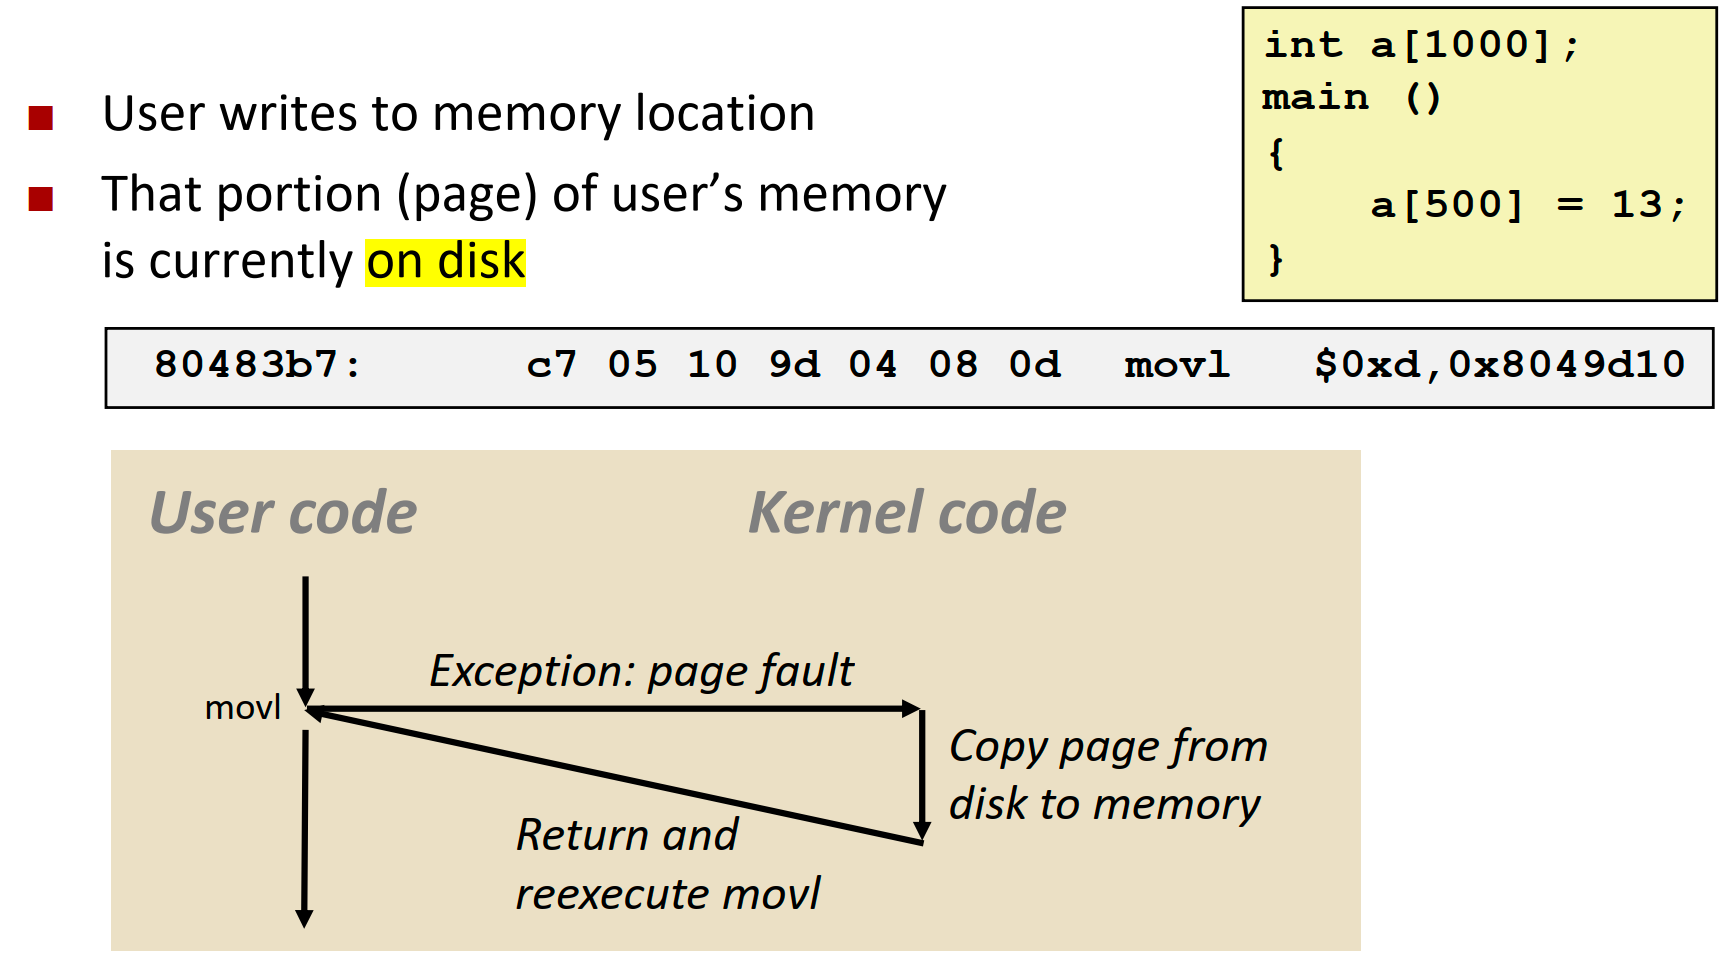 User writes to memory location
That portion (page) of user’s memory
is currently on disk
int a[1000];
main ()
{
a[500] = 13;
}
80483b7: c7 05 10 9d 04 08 0d movl $0xd,0x8049d10
User code Kernel code
Exception: page fault
movl
Copy page from
disk to memory
Return and
reexecute movl